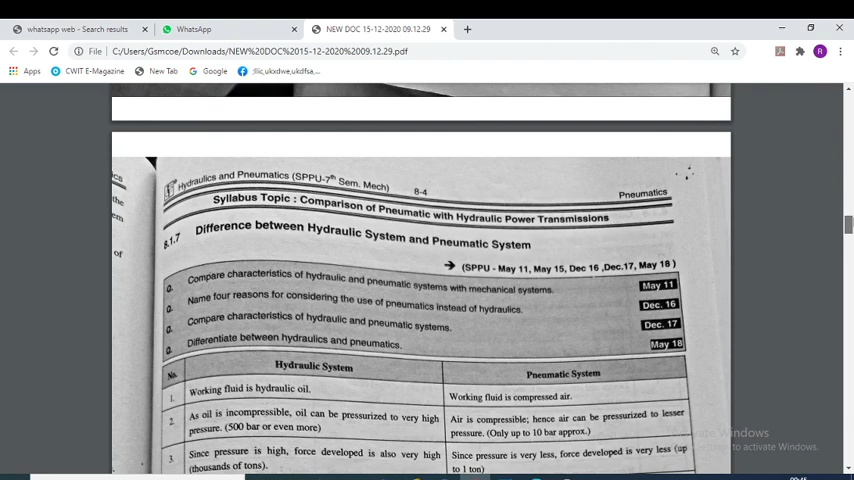 whatsapp web - Search results
WhatsApp
NEW DOC 15-12-2020 09.12.29
File
C:/Users/Gsmcoe/Downloads/NEW%20DOC%2015-12-2020%2009.12.29.pdf
Apps
CWIT E-Magazine
New Tab
Google
;llic,ukxdwe,ukdfsa,...
R
ics
the
em
of
Hydraulics and Pneumatics (SPPU-7th Sem. Mech)
8-4
Pneumatics
Syllabus Topic : Comparison of Pneumatic with Hydraulic Power Transmissions
8.1.7 Difference between Hydraulic System and Pneumatic System
(SPPU - May 11, May 15, Dec 16 ,Dec.17, May 18 )
Q. Compare characteristics of hydraulic and pneumatic systems with mechanical systems. May 11
Q. Name four reasons for considering the use of pneumatics instead of hydraulics. Dec. 16
Q. Compare characteristics of hydraulic and pneumatic systems. Dec. 17
Q. Differentiate between hydraulics and pneumatics. May 18
No. Hydraulic System Pneumatic System
1. Working fluid is hydraulic oil. Working fluid is compressed air.
2. As oil is incompressible, oil can be pressurized to very high Air is compressible; hence air can be pressurized to lesser
pressure. (500 bar or even more) pressure. (Only up to 10 bar approx.)
3. Since pressure is high, force developed is also very high Since pressure is very less, force developed is very less (up
(thousands of tons). to 1 ton)
Windows
to activate Windows.